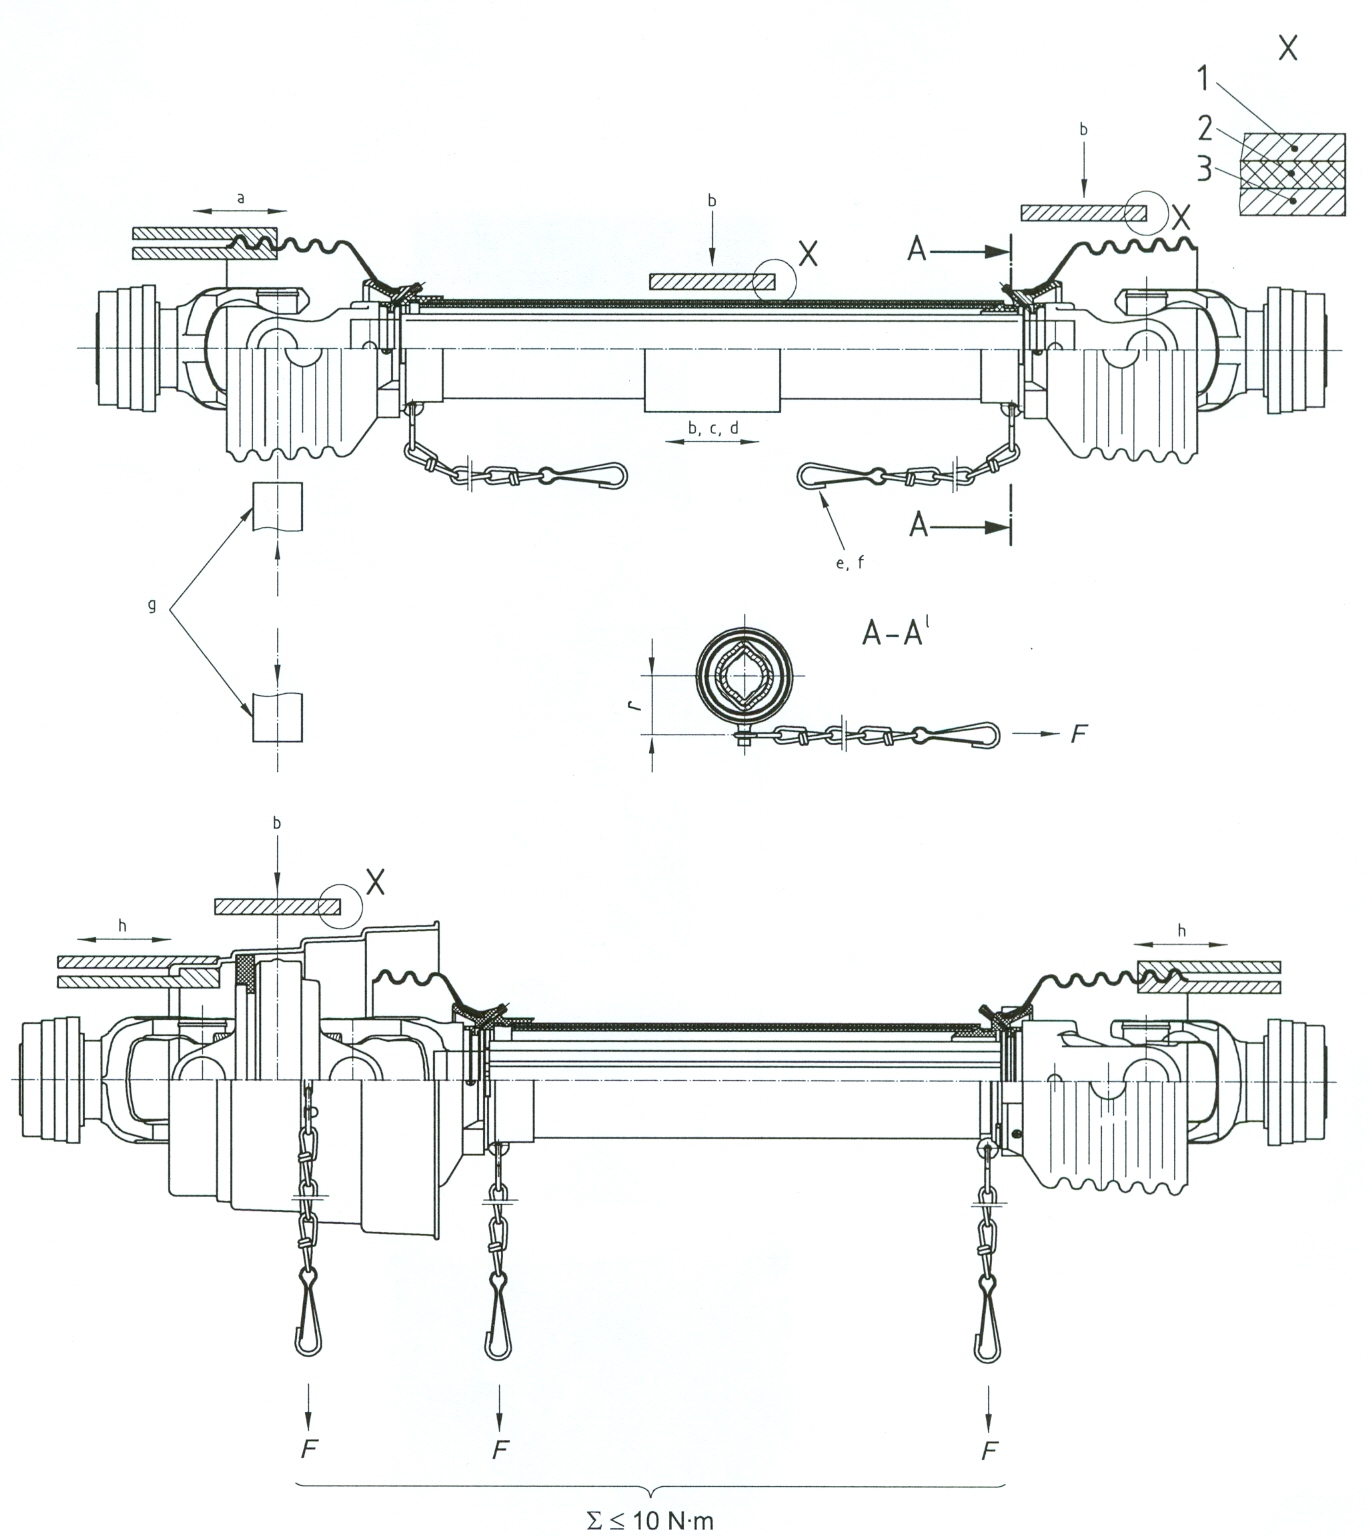 X
1
2
3
b
a
b
X
X
A
b, c, d
A
e, f
g
A–A
r
F
b
X
h
h
F
F
F
Σ ≤ 10 N·m